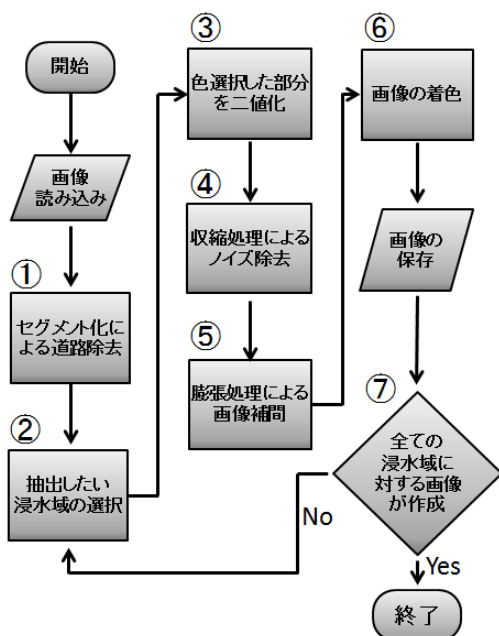 開始
画像
読み込み
①
セグメント化に
よる道路除去
②
抽出したい
浸水域の選択
③
色選択した部分
を二値化
④
収縮処理による
ノイズ除去
⑤
膨張処理による
画像補間
⑥
画像の着色
画像の
保存
⑦
全ての
浸水域に
対する画像
が作成
No
Yes
終了